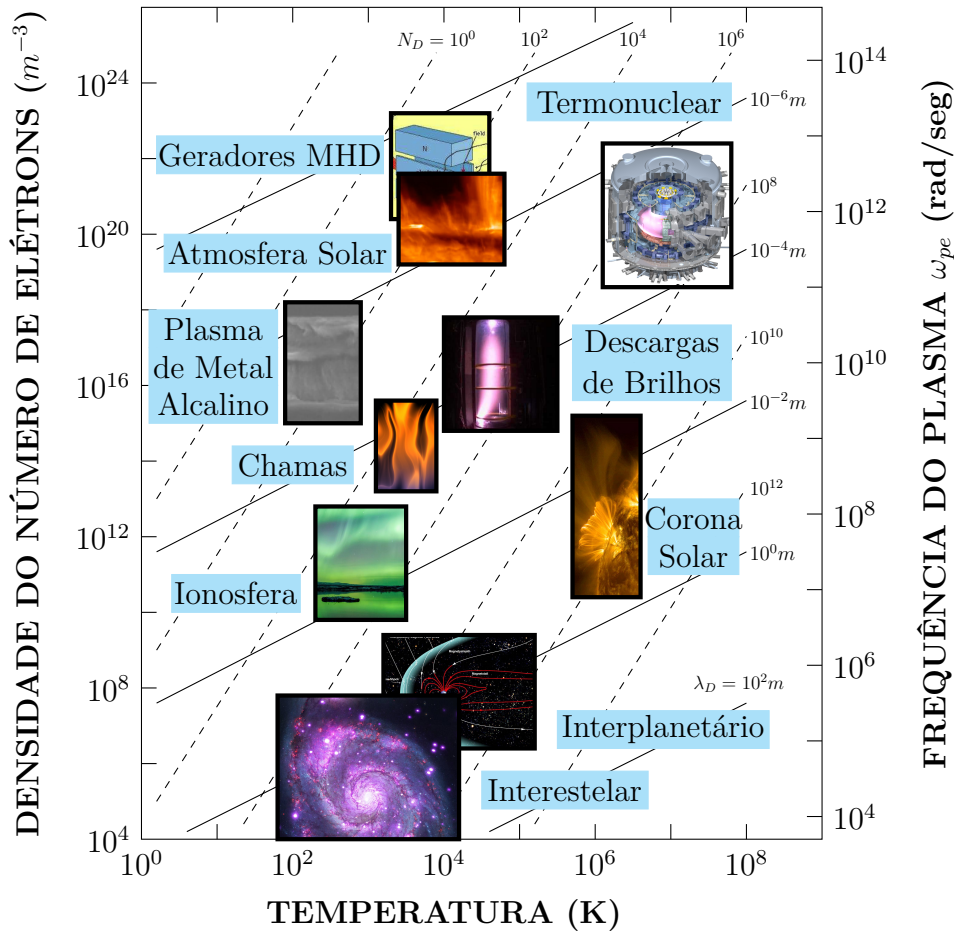 N_D = 10^0
10^2
10^4
10^6
10^24
10^14
Termonuclear
10^-6 m
field
N
Geradores MHD
10^12
10^8
10^20
Atmosfera Solar
10^-4 m
Plasma
de Metal
Alcalino
Descargas
de Brilhos
10^10
10^10
10^16
10^-2 m
Chamas
10^12
10^12
10^8
Corona
Solar
10^0 m
Ionosfera
10^8
10^6
λ_D = 10^2 m
Interplanetário
Interestelar
10^4
10^4
10^0
10^2
10^4
10^6
10^8
TEMPERATURA (K)
DENSIDADE DO NÚMERO DE ELÉTRONS (m^-3)
FREQUÊNCIA DO PLASMA ω_pe (rad/seg)